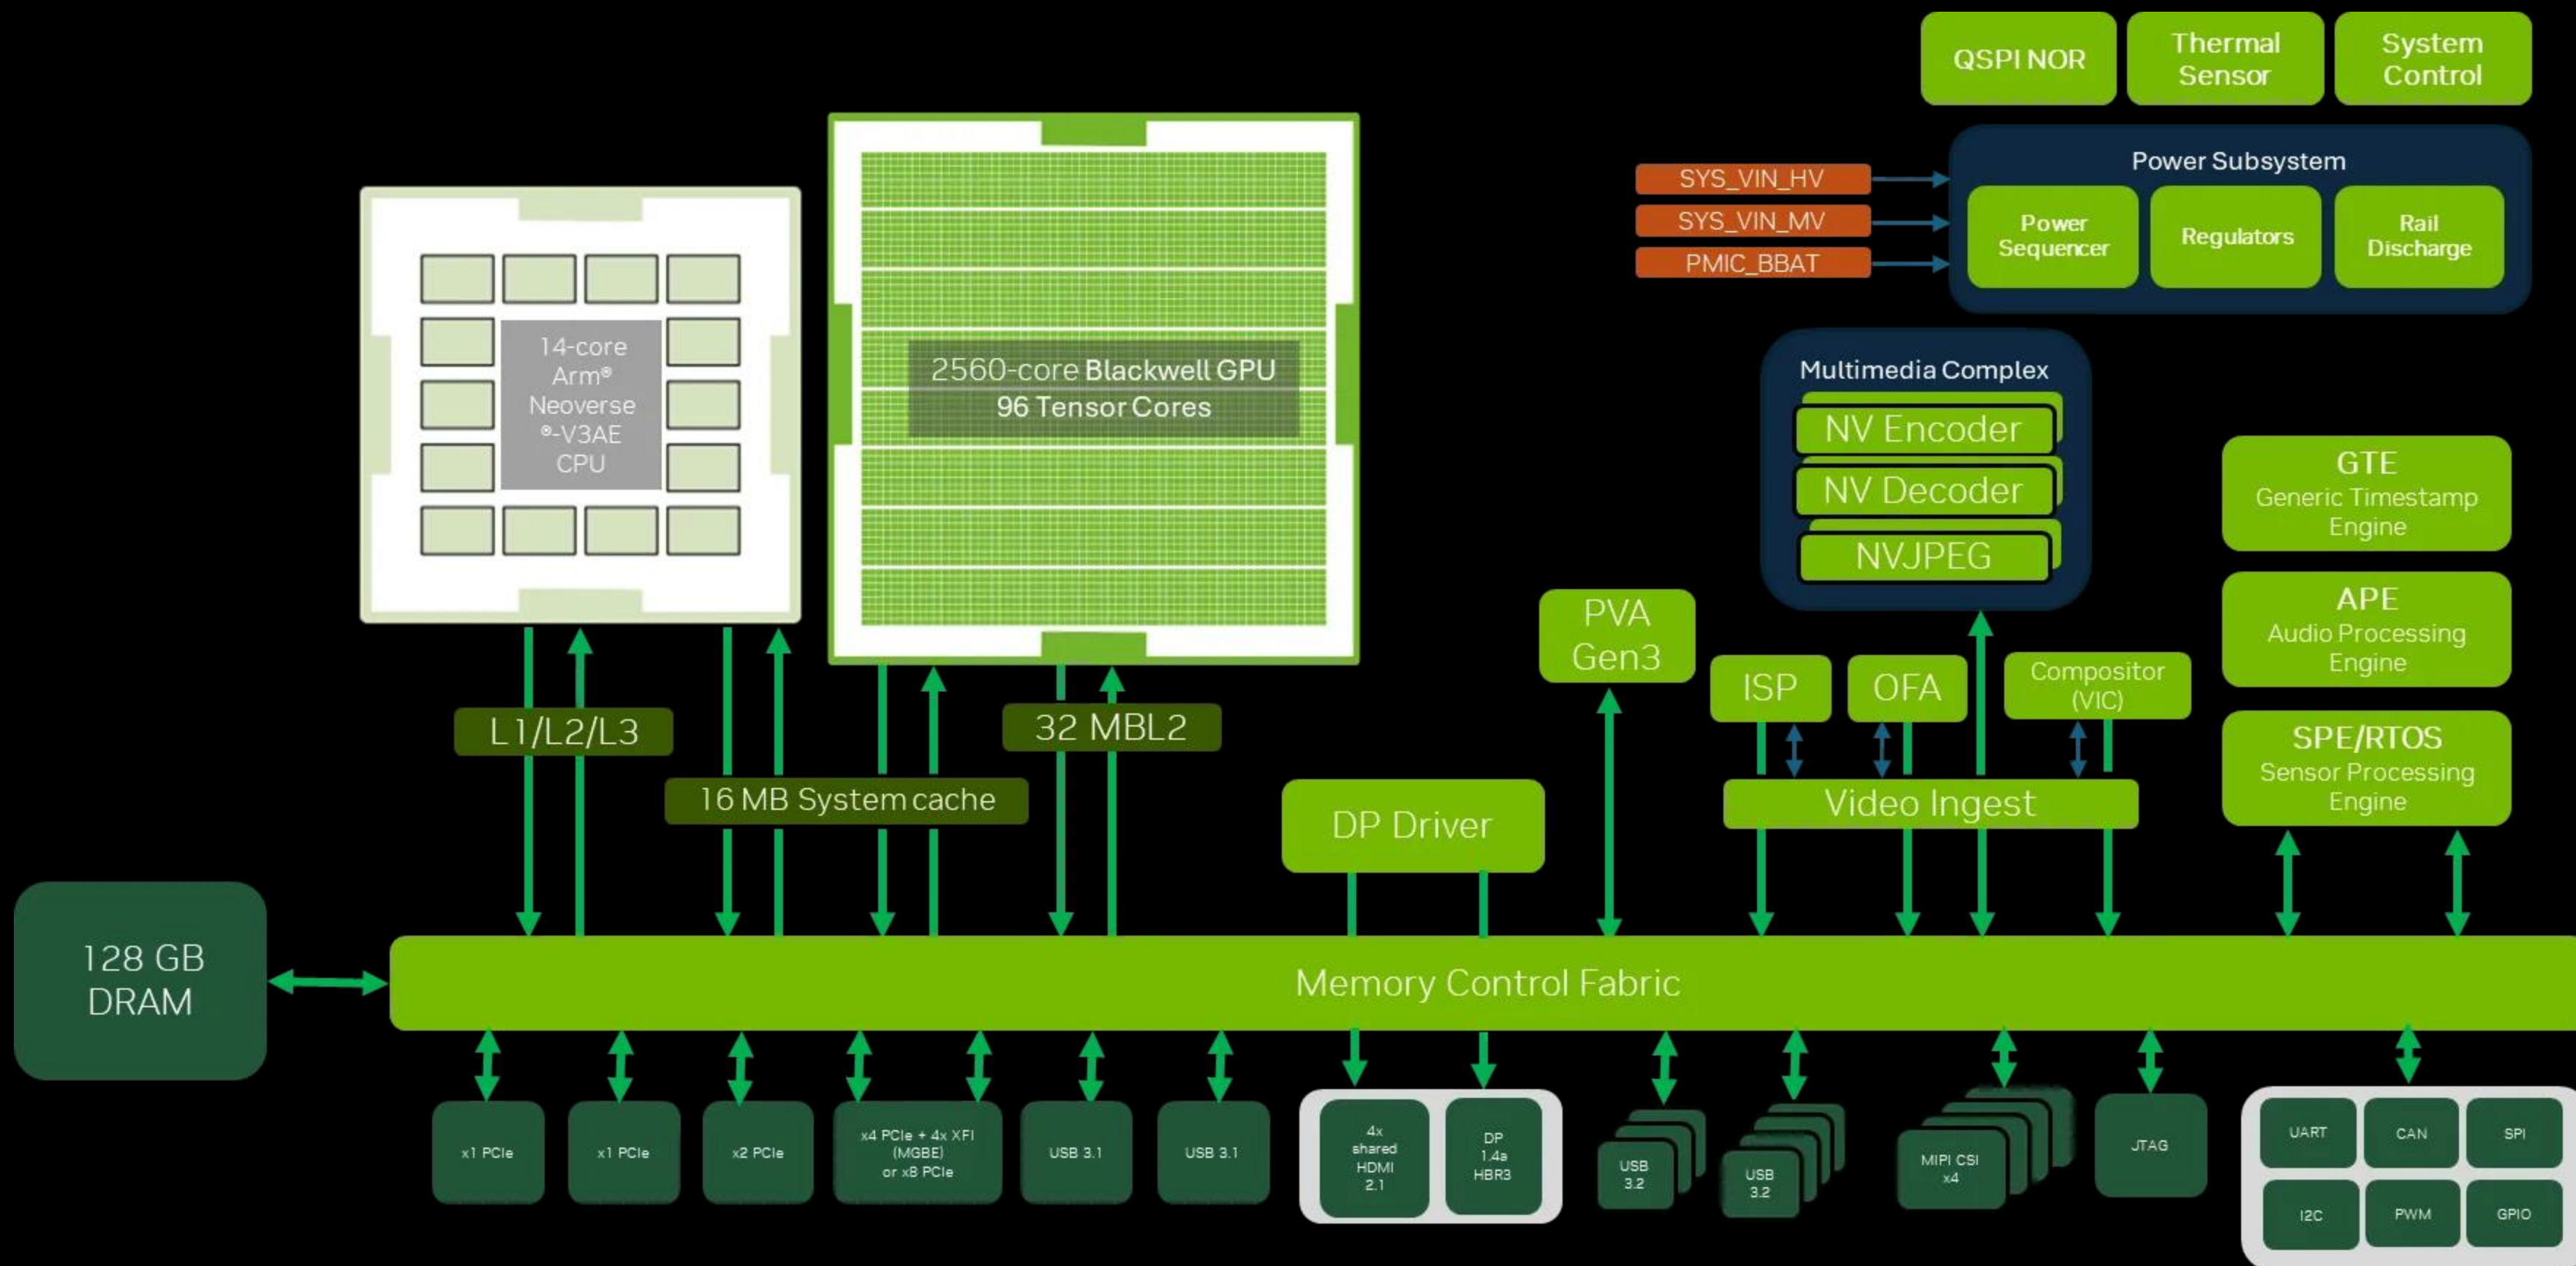 QSPI NOR
Thermal
Sensor
System
Control
Power Subsystem
SYS_VIN_HV
SYS_VIN_MV
PMIC_BBAT
Power
Sequencer
Regulators
Rail
Discharge
14-core
Arm®
Neoverse
®-V3AE
CPU
2560-core Blackwell GPU
96 Tensor Cores
Multimedia Complex
NV Encoder
NV Decoder
NVJPEG
GTE
Generic Timestamp
Engine
APE
Audio Processing
Engine
SPE/RTOS
Sensor Processing
Engine
PVA
Gen3
ISP
OFA
Compositor
(VIC)
L1/L2/L3
32 MBL2
16 MB System cache
DP Driver
Video Ingest
128 GB
DRAM
Memory Control Fabric
x1 PCIe
x1 PCIe
x2 PCIe
x4 PCIe + 4x XFI
(MGBE)
or x8 PCIe
USB 3.1
USB 3.1
4x
shared
HDMI
2.1
DP
1.4a
HBR3
USB
3.2
USB
3.2
MIPI CSI
x4
JTAG
UART
CAN
SPI
I2C
PWM
GPIO